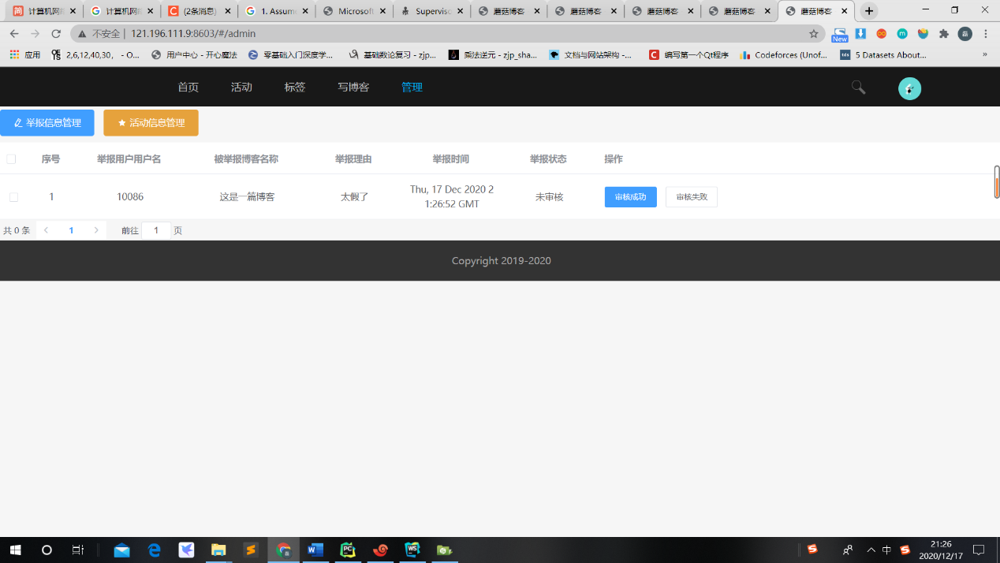 计算机网
计算机网
(2条消息)
1. Assum
Microsoft
Supervisc
蘑菇博客
蘑菇博客
蘑菇博客
蘑菇博客
蘑菇博客
不安全 | 121.196.111.9:8603/#/admin
New
磊
应用
2,6,12,40,30, - O...
用户中心 - 开心魔法
零基础入门深度学...
基础数论复习 - zjp...
乘法逆元 - zjp_sha...
文档与网站架构 -...
编写第一个Qt程序
Codeforces (Unof...
5 Datasets About...
»
首页 活动 标签 写博客 管理
举报信息管理 活动信息管理
序号 举报用户用户名 被举报博客名称 举报理由 举报时间 举报状态 操作
1 10086 这是一篇博客 太假了 Thu, 17 Dec 2020 2
1:26:52 GMT 未审核 审核成功 审核失败
共 0 条 1 前往 1 页
Copyright 2019-2020
中
21:26
2020/12/17